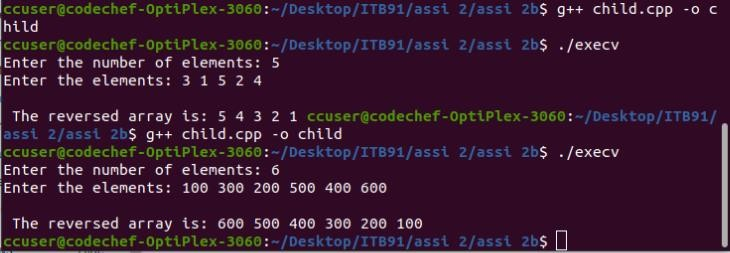 ccuser@codechef-OptiPlex-3060:~/Desktop/ITB91/assi 2/assi 2b$ g++ child.cpp -o c
hild
ccuser@codechef-OptiPlex-3060:~/Desktop/ITB91/assi 2/assi 2b$ ./execv
Enter the number of elements: 5
Enter the elements: 3 1 5 2 4
The reversed array is: 5 4 3 2 1 ccuser@codechef-OptiPlex-3060:~/Desktop/ITB91/
assi 2/assi 2b$ g++ child.cpp -o child
ccuser@codechef-OptiPlex-3060:~/Desktop/ITB91/assi 2/assi 2b$ ./execv
Enter the number of elements: 6
Enter the elements: 100 300 200 500 400 600
The reversed array is: 600 500 400 300 200 100
ccuser@codechef-OptiPlex-3060:~/Desktop/ITB91/assi 2/assi 2b$